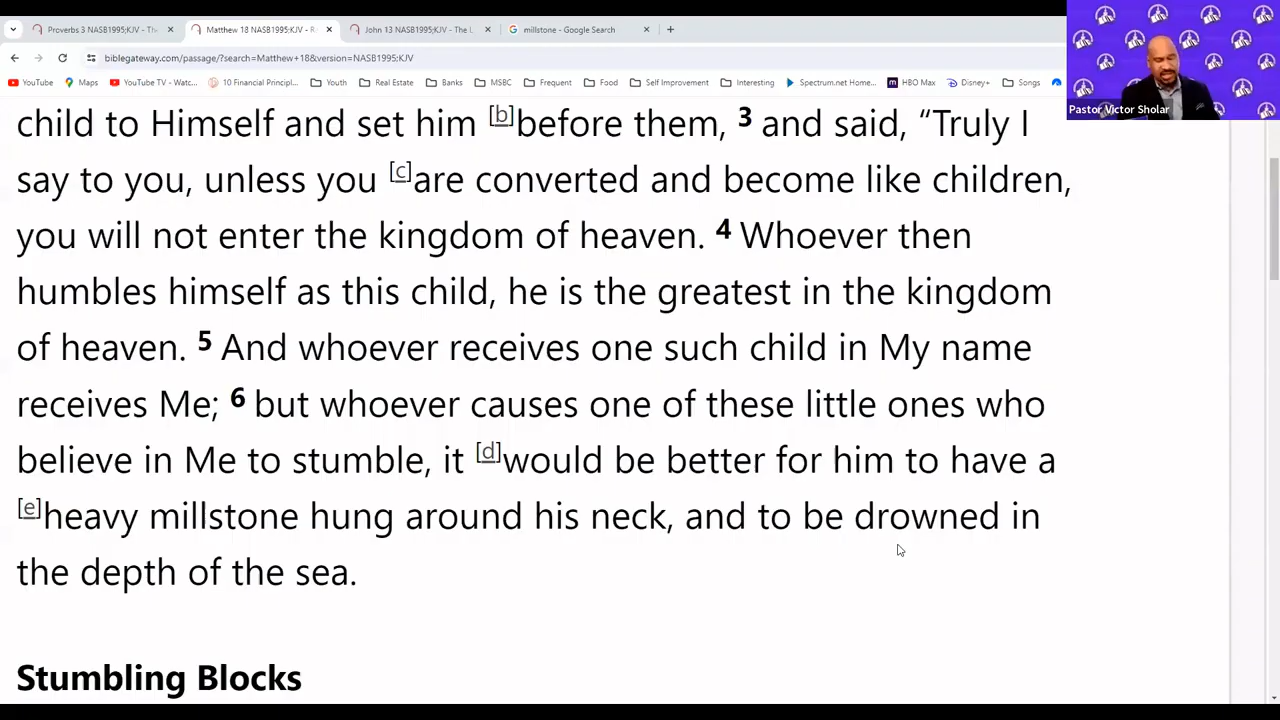 Proverbs 3 NASB1995;KJV - Th
Matthew 18 NASB1995;KJV - R
John 13 NASB1995;KJV - The L
millstone - Google Search
biblegateway.com/passage/?search=Matthew+18&version=NASB1995;KJV
YouTube
Maps
YouTube TV - Watc...
10 Financial Principl...
Youth
Real Estate
Banks
MSBC
Frequent
Food
Self Improvement
Interesting
Spectrum.net Home...
HBO Max
Disney+
Songs
Pastor Victor Sholar
child to Himself and set him [b]before them, 3 and said, “Truly I
say to you, unless you [c]are converted and become like children,
you will not enter the kingdom of heaven. 4 Whoever then
humbles himself as this child, he is the greatest in the kingdom
of heaven. 5 And whoever receives one such child in My name
receives Me; 6 but whoever causes one of these little ones who
believe in Me to stumble, it [d]would be better for him to have a
[e]heavy millstone hung around his neck, and to be drowned in
the depth of the sea.
Stumbling Blocks